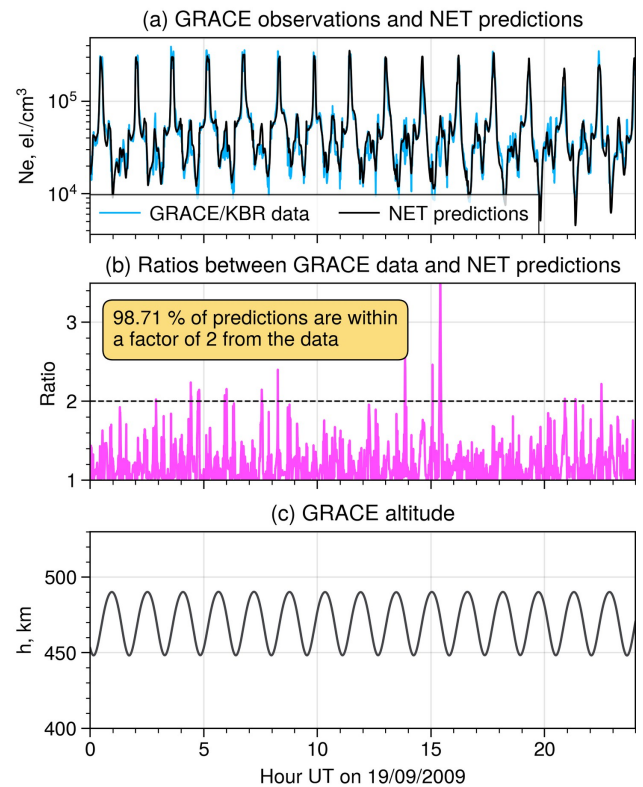 (a) GRACE observations and NET predictions
10⁵
10⁴
Ne, el./cm³
GRACE/KBR data
NET predictions
(b) Ratios between GRACE data and NET predictions
98.71 % of predictions are within
a factor of 2 from the data
3
2
1
Ratio
(c) GRACE altitude
500
450
400
h, km
0 5 10 15 20
Hour UT on 19/09/2009